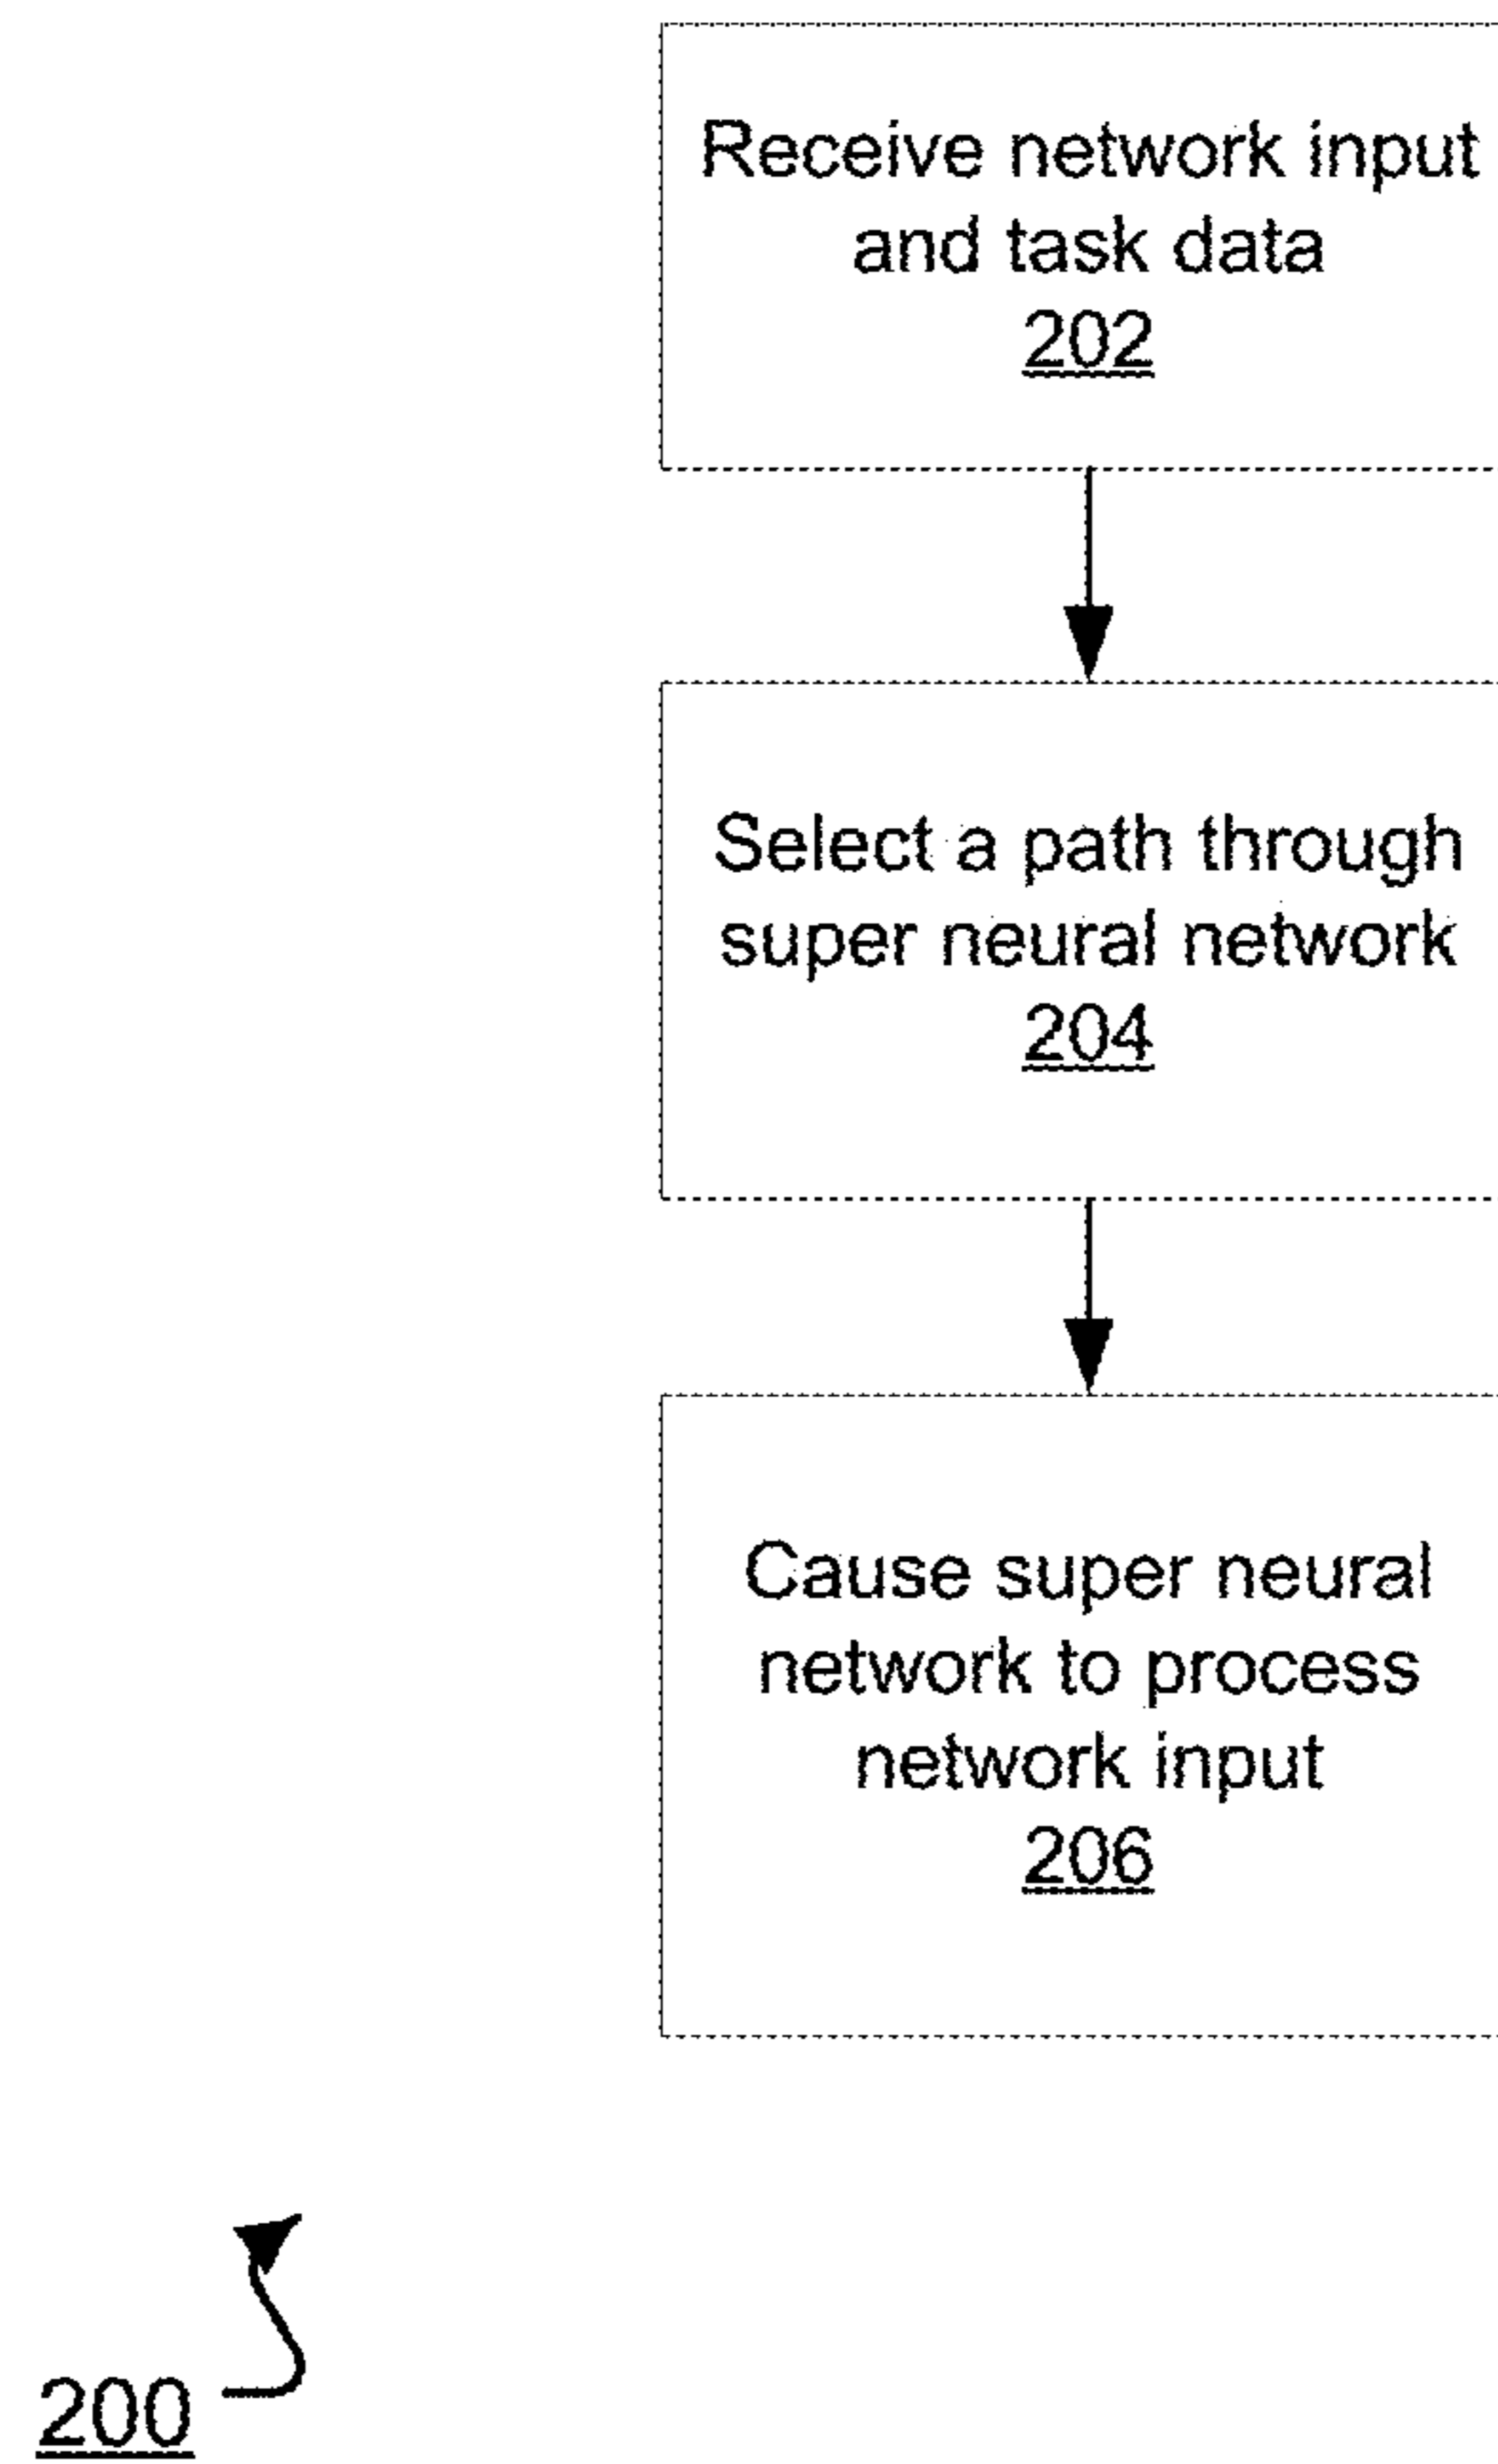 Receive network input
and task data
202
Select a path through
super neural network
204
Cause super neural
network to process
network input
206
200